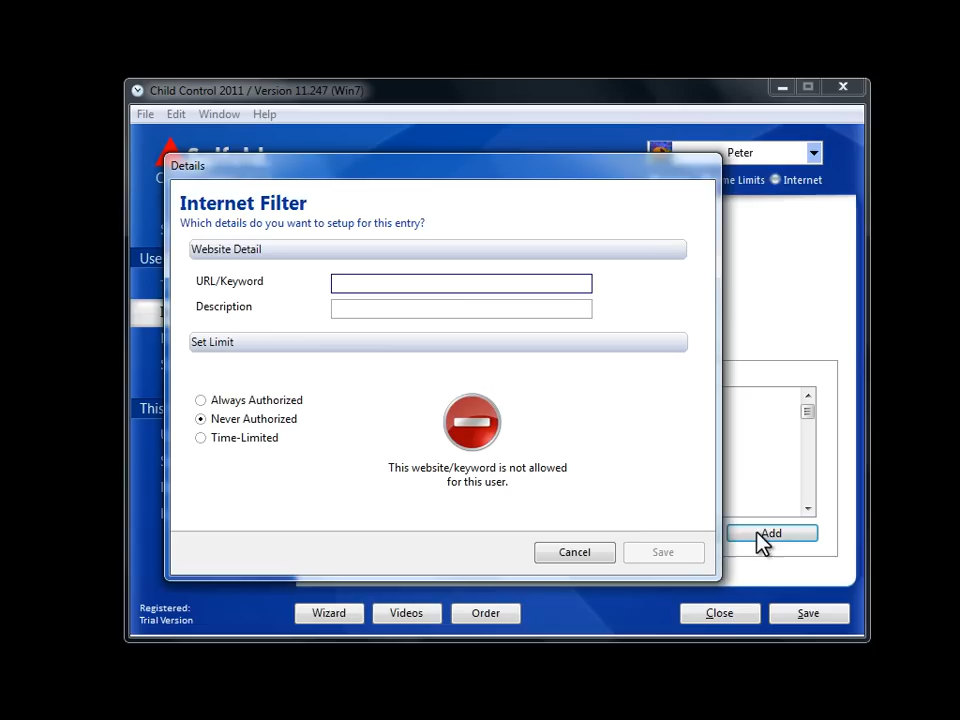 Child Control 2011 / Version 11.247 (Win7)
File Edit Window Help
Peter
me Limits Internet
Details
Internet Filter
Which details do you want to setup for this entry?
Website Detail
URL/Keyword
Description
Set Limit
Always Authorized
Never Authorized
Time-Limited
This website/keyword is not allowed
for this user.
Cancel Save
Use
This
Add
Registered:
Trial Version
Wizard Videos Order Close Save